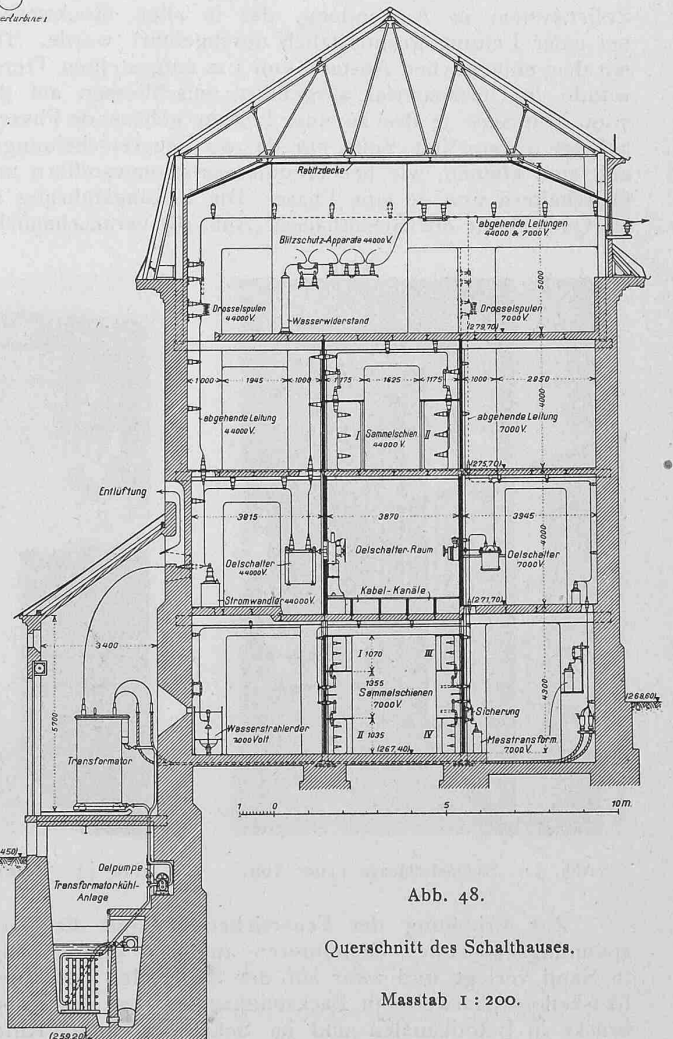 Rabitzdecke
abgehende Leitungen
44000 & 7000 V.
Blitzschutz-Apparate 44000 V.
5000
Drosselspulen
44000 V.
Wasserwiderstand
Drosselspulen
7000 V.
(279,70)
1000 1945 1000 1175 1625 1175 1000 2950
4000
abgehende Leitung
44000 V.
I Sammelschien II
44000 V.
abgehende Leitung
7000 V.
(275,70)
Entlüftung
3815 3870 3945
4000
Oelschalter
44000 V.
Oelschalter-Raum
Oelschalter
7000 V.
Stromwandler 44000 V.
Kabel-Kanäle
(271,70)
3400
5700
I 1070 III
1355
Sammelschienen
7000 V.
II 1035 IV
(267,40)
4300
(268,60)
Sicherung
Wasserstrahlerder
7000 Volt
Messtransform.
7000 V.
Transformator
1 0 5 10 m.
Oelpumpe
Transformatorkühl-
Anlage
(259,20)
Abb. 48.
Querschnitt des Schalthauses.
Masstab 1 : 200.